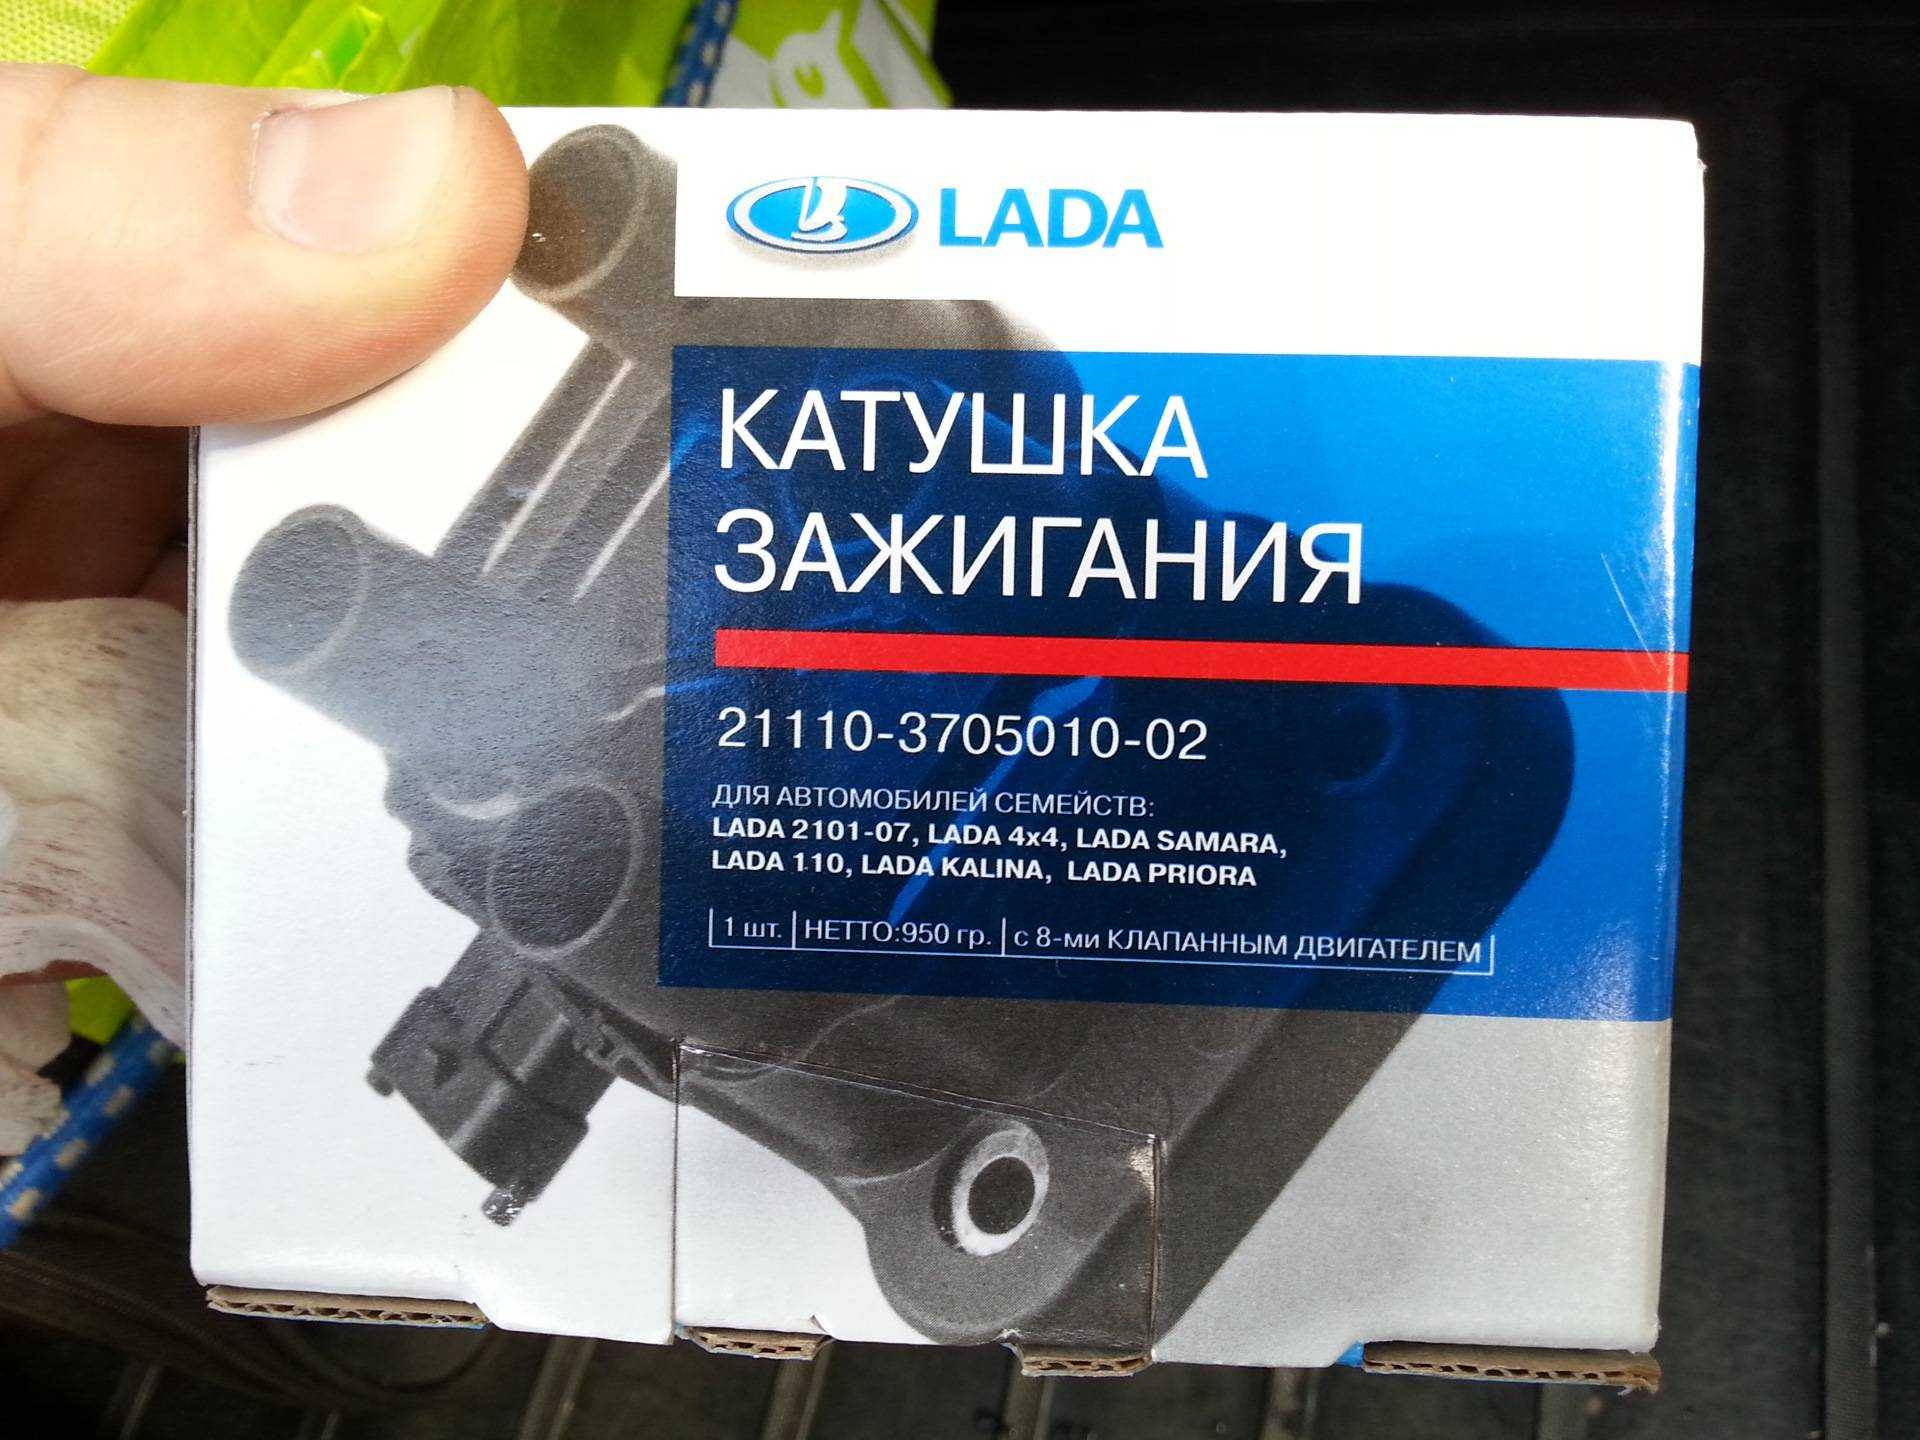 LADA
КАТУШКА
ЗАЖИГАНИЯ
21110-3705010-02
ДЛЯ АВТОМОБИЛЕЙ СЕМЕЙСТВ:
LADA 2101-07, LADA 4x4, LADA SAMARA,
LADA 110, LADA KALINA, LADA PRIORA
1 шт. НЕТТО:950 гр. с 8-ми КЛАПАННЫМ ДВИГАТЕЛЕМ